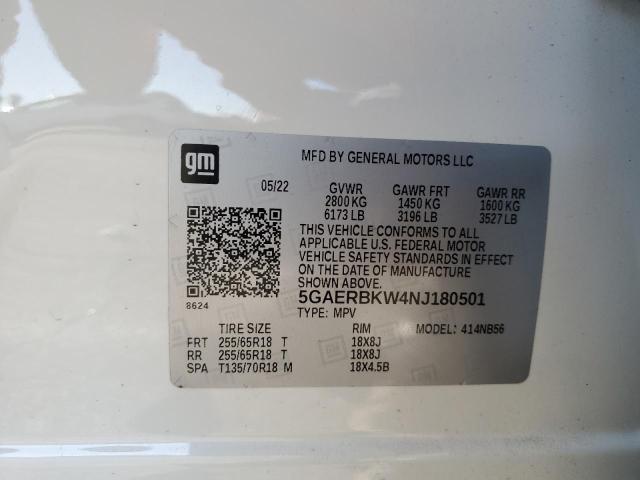 gm
MFD BY GENERAL MOTORS LLC
05/22 GVWR GAWR FRT GAWR RR
2800 KG 1450 KG 1600 KG
6173 LB 3196 LB 3527 LB
THIS VEHICLE CONFORMS TO ALL
APPLICABLE U.S. FEDERAL MOTOR
VEHICLE SAFETY STANDARDS IN EFFECT
ON THE DATE OF MANUFACTURE
SHOWN ABOVE.
5GAERBKW4NJ180501
8624
TYPE: MPV
TIRE SIZE RIM MODEL: 414NB56
FRT 255/65R18 T 18X8J
RR 255/65R18 T 18X8J
SPA T135/70R18 M 18X4.5B